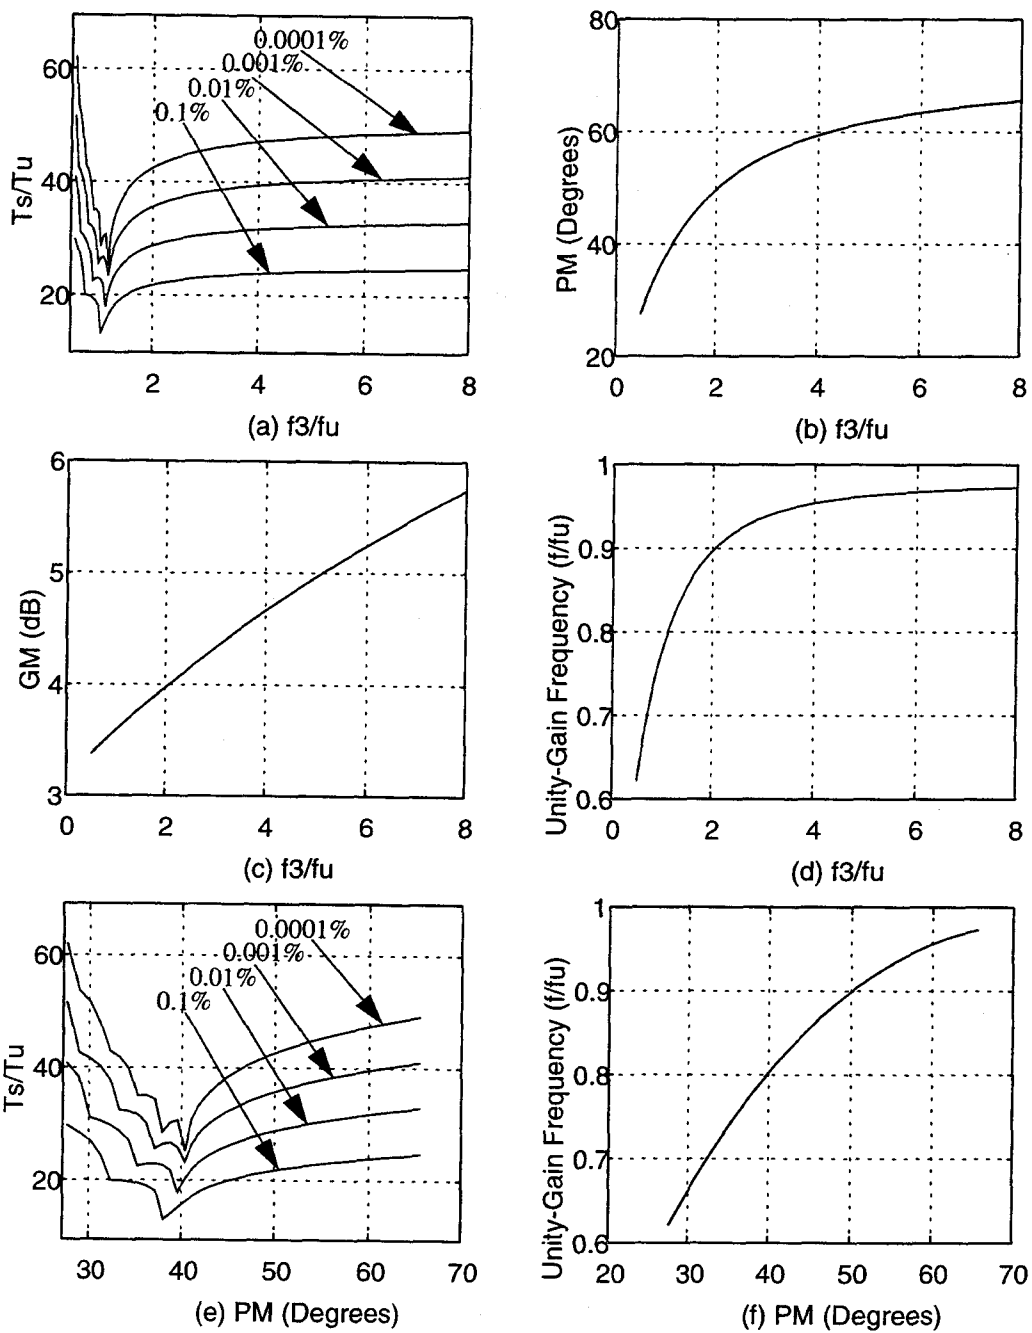 0.0001%
0.001%
0.01%
0.1%
60
40
20
Ts/Tu
2 4 6 8
(a) f3/fu
80
60
40
20
PM (Degrees)
0 2 4 6 8
(b) f3/fu
6
5
4
3
GM (dB)
0 2 4 6 8
(c) f3/fu
1
0.9
0.8
0.7
0.6
Unity-Gain Frequency (f/fu)
0 2 4 6 8
(d) f3/fu
0.0001%
0.001%
0.01%
0.1%
60
40
20
Ts/Tu
30 40 50 60 70
(e) PM (Degrees)
1
0.9
0.8
0.7
0.6
Unity-Gain Frequency (f/fu)
20 30 40 50 60 70
(f) PM (Degrees)